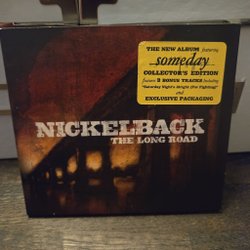 THE NEW ALBUM featuring
someday
COLLECTOR'S EDITION
features 2 BONUS TRACKS including
"Saturday Night's Alright (For Fighting)"
and
EXCLUSIVE PACKAGING
NICKELBACK
THE LONG ROAD